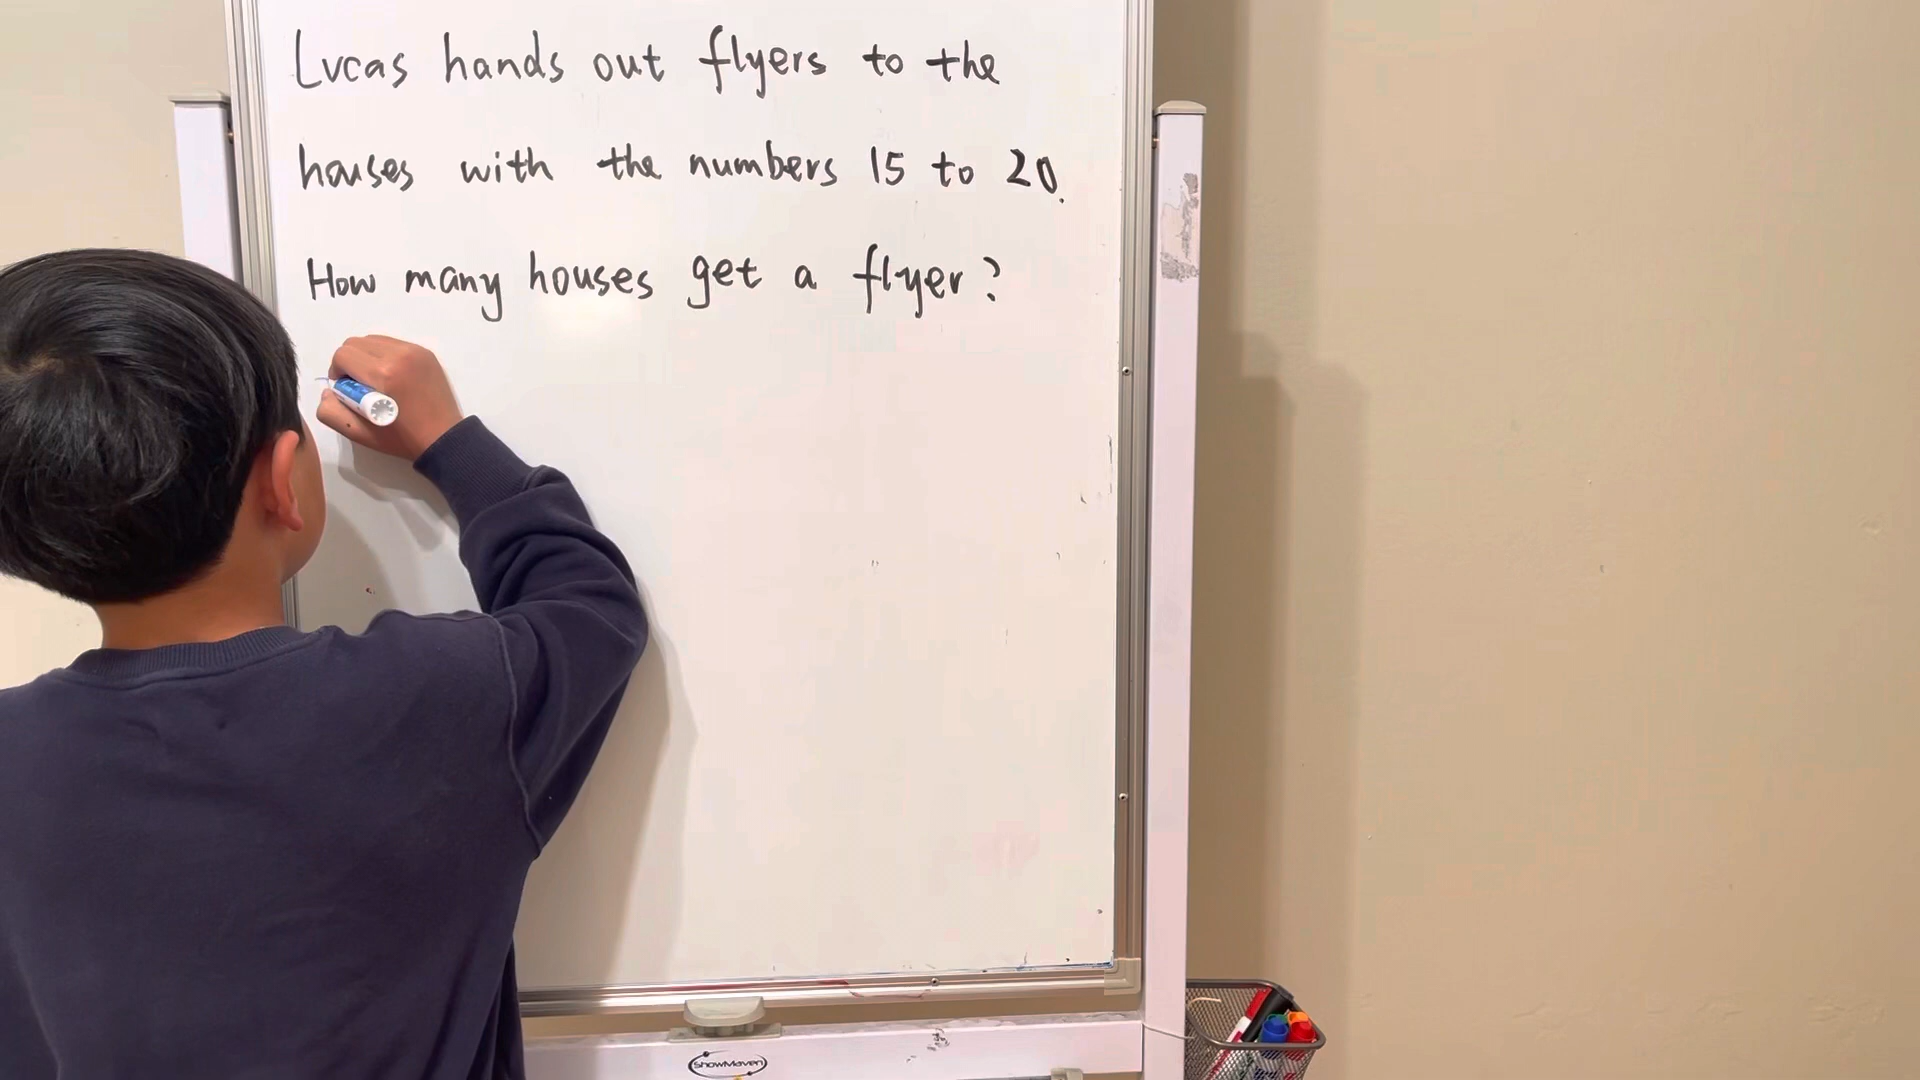 Lucas hands out flyers to the
houses with the numbers 15 to 20.
How many houses get a flyer?
ShowMaven